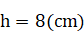 h = 8(cm)